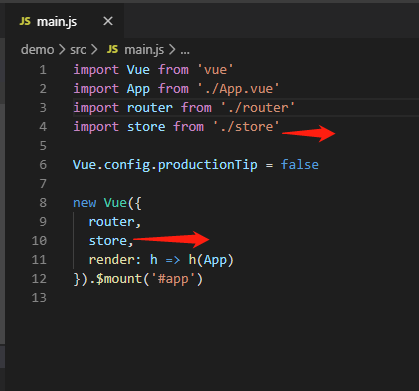 JS main.js ×
demo > src > JS main.js > ...
1 import Vue from 'vue'
2 import App from './App.vue'
3 import router from './router'
4 import store from './store'
5
6 Vue.config.productionTip = false
7
8 new Vue({
9 router,
10 store,
11 render: h => h(App)
12 }).$mount('#app')
13